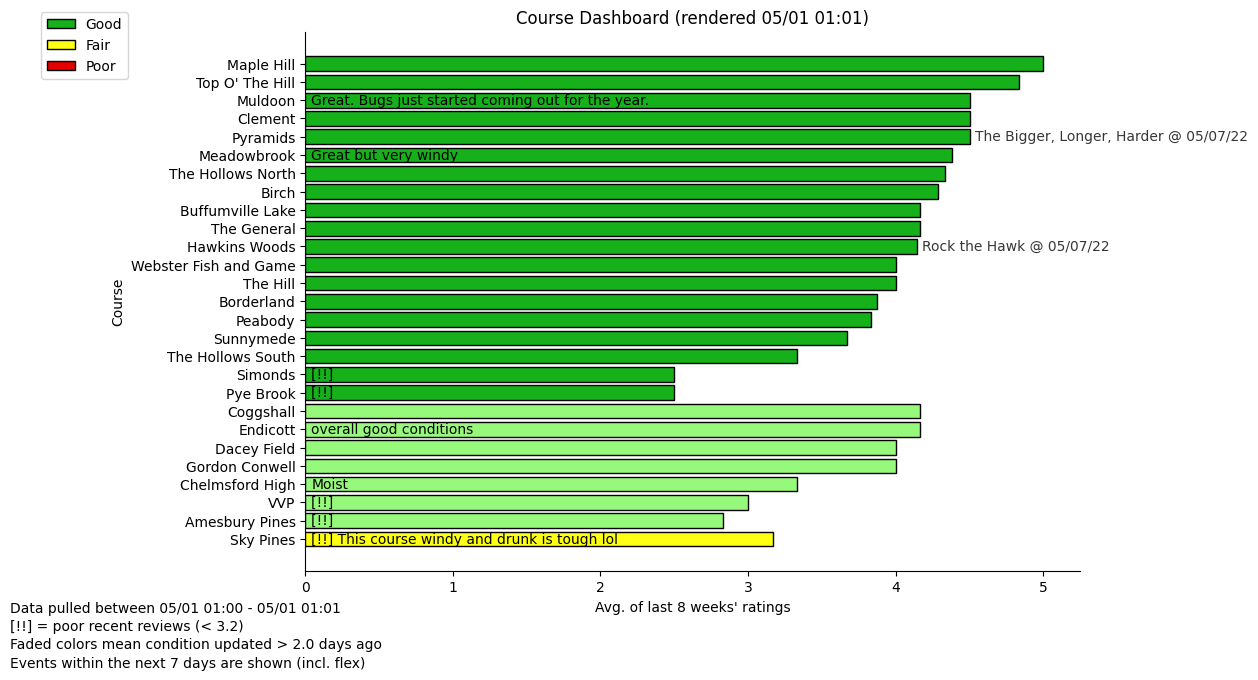 Course Dashboard (rendered 05/01 01:01)
Good
Fair
Poor
Course
Maple Hill
Top O' The Hill
Muldoon Great. Bugs just started coming out for the year.
Clement
Pyramids The Bigger, Longer, Harder @ 05/07/22
Meadowbrook Great but very windy
The Hollows North
Birch
Buffumville Lake
The General
Hawkins Woods Rock the Hawk @ 05/07/22
Webster Fish and Game
The Hill
Borderland
Peabody
Sunnymede
The Hollows South
Simonds [!!]
Pye Brook [!!]
Coggshall
Endicott overall good conditions
Dacey Field
Gordon Conwell
Chelmsford High Moist
VVP [!!]
Amesbury Pines [!!]
Sky Pines [!!] This course windy and drunk is tough lol
0 1 2 3 4 5
Avg. of last 8 weeks' ratings
Data pulled between 05/01 01:00 - 05/01 01:01
[!!] = poor recent reviews (< 3.2)
Faded colors mean condition updated > 2.0 days ago
Events within the next 7 days are shown (incl. flex)